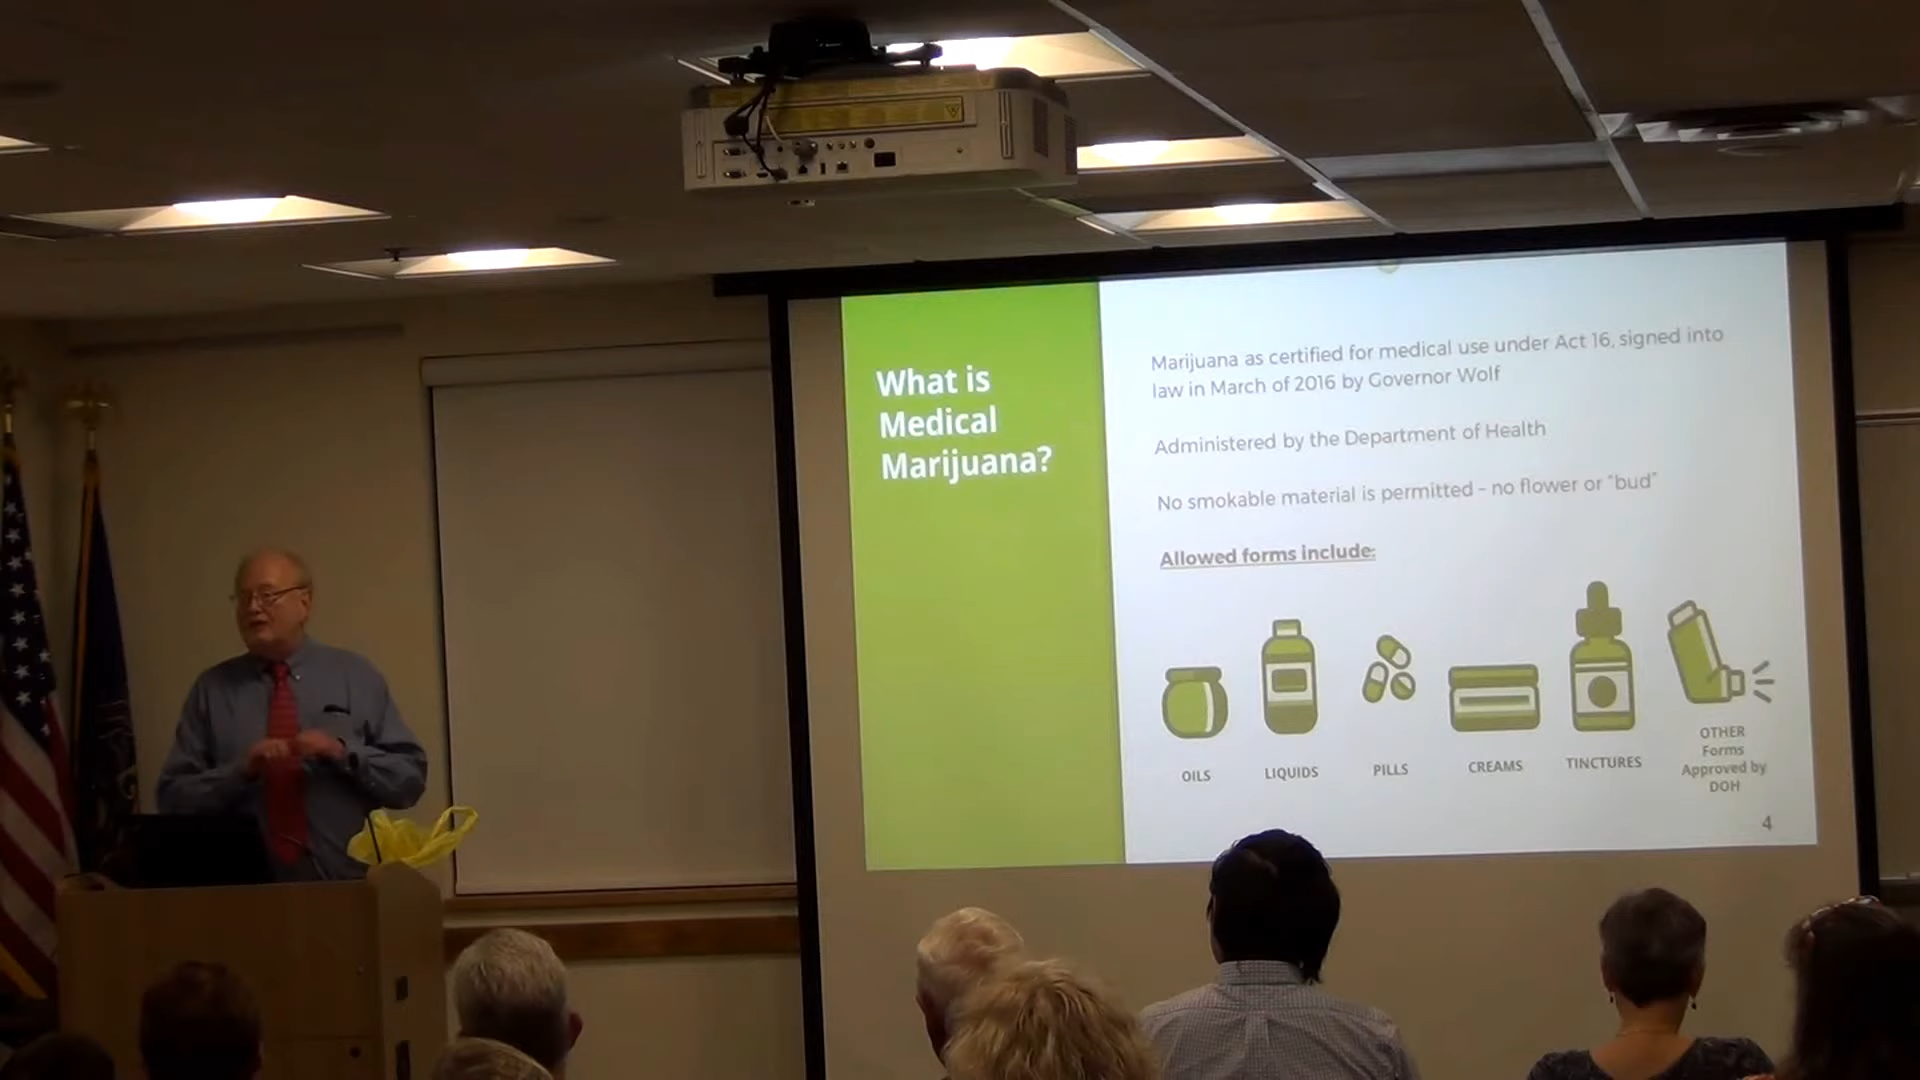 What is
Medical
Marijuana?
Marijuana as certified for medical use under Act 16, signed into
law in March of 2016 by Governor Wolf
Administered by the Department of Health
No smokable material is permitted – no flower or "bud"
Allowed forms include:
OILS
LIQUIDS
PILLS
CREAMS
TINCTURES
OTHER
Forms
Approved by
DOH
4